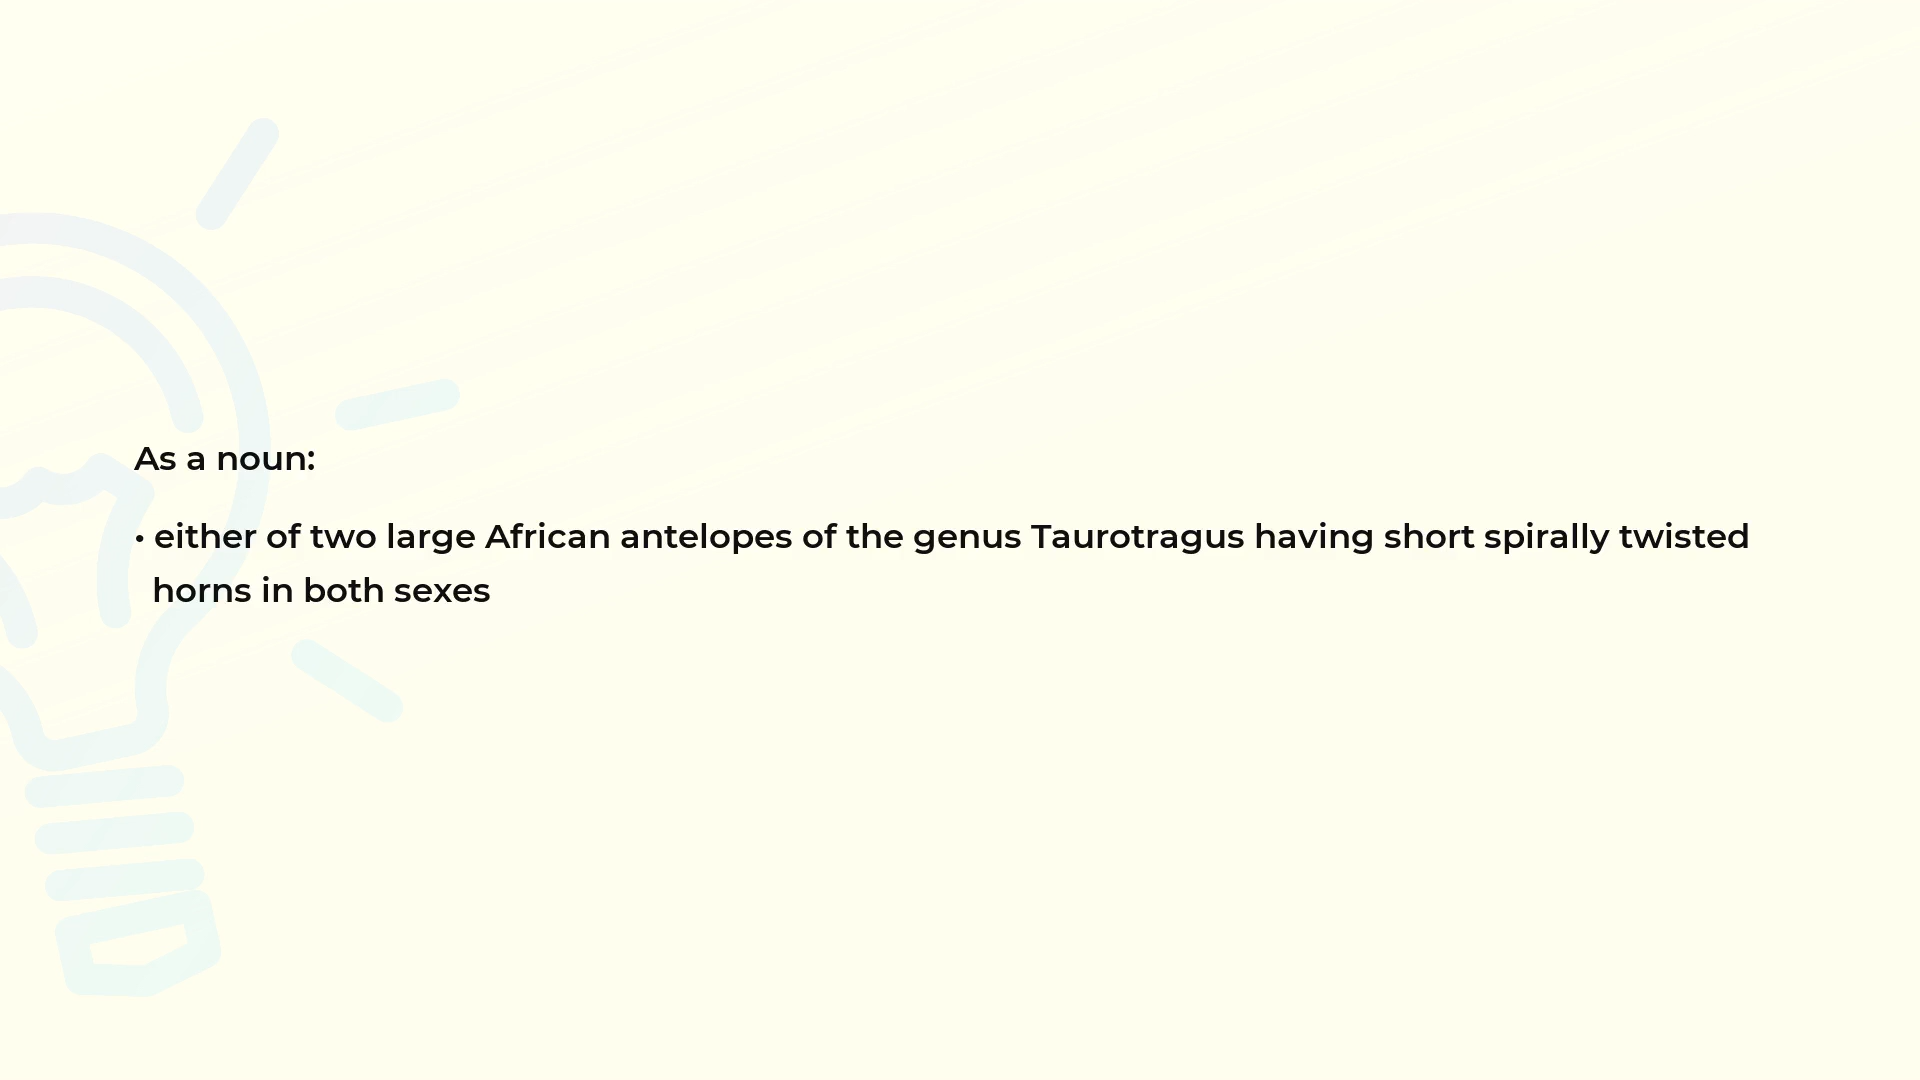 As a noun:
• either of two large African antelopes of the genus Taurotragus having short spirally twisted
horns in both sexes